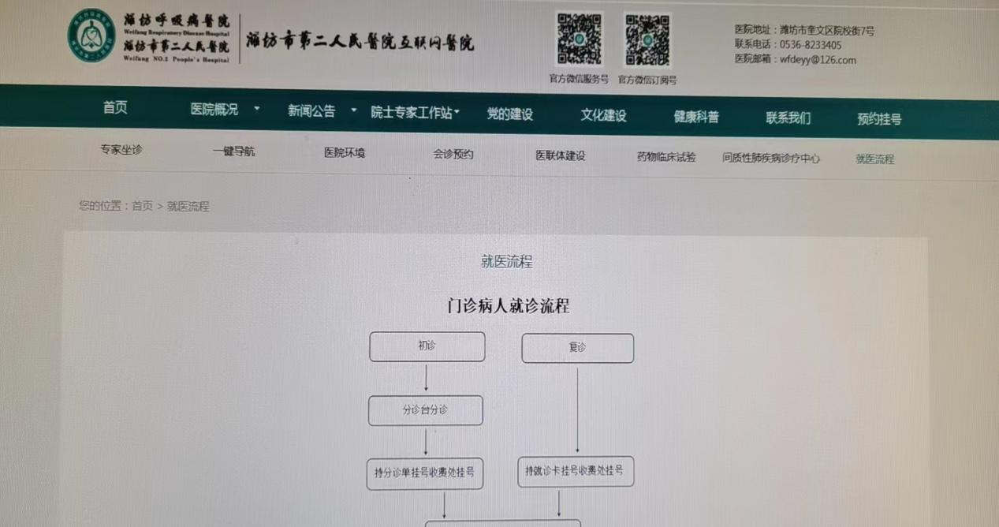 潍坊呼吸病醫院
Weifang Respiratory Disease Hospital
潍坊市第二人民醫院
Weifang NO.2 People's Hospital
潍坊市第二人民醫院互联网醫院
官方微信服务号
官方微信订阅号
医院地址：潍坊市奎文区院校街7号
联系电话：0536-8233405
医院邮箱：wfdeyy@126.com
首页 医院概况 新闻公告 院士专家工作站 党的建设 文化建设 健康科普 联系我们 预约挂号
专家坐诊 一键导航 医院环境 会诊预约 医联体建设 药物临床试验 间质性肺疾病诊疗中心 就医流程
您的位置：首页 > 就医流程
就医流程
门诊病人就诊流程
初诊 复诊
分诊台分诊
持分诊单挂号收费处挂号 持就诊卡挂号收费处挂号